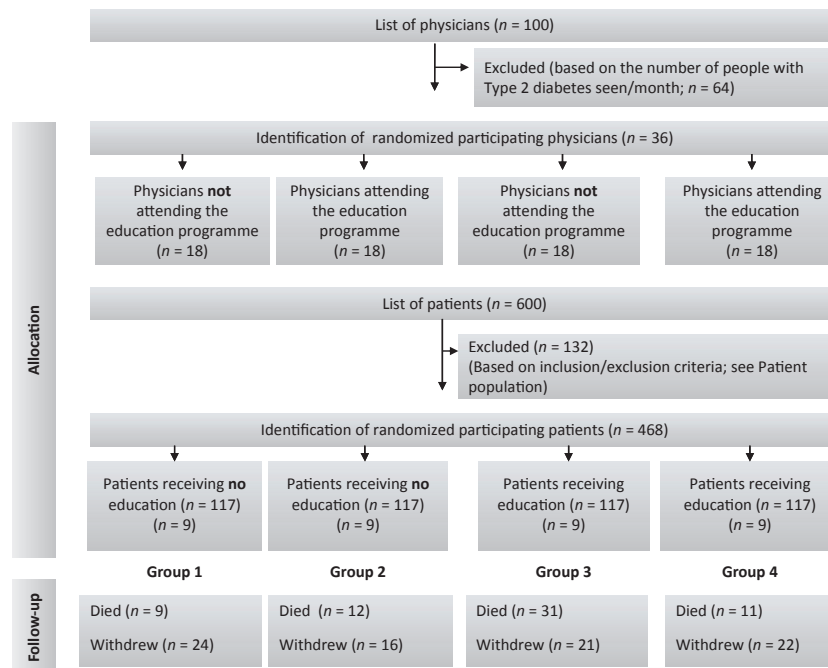 List of physicians (n = 100)
Excluded (based on the number of people with
Type 2 diabetes seen/month; n = 64)
Allocation
Identification of randomized participating physicians (n = 36)
Physicians not
attending the
education programme
(n = 18)
Physicians attending
the education
programme
(n = 18)
Physicians not
attending the
education programme
(n = 18)
Physicians attending
the education
programme
(n = 18)
List of patients (n = 600)
Excluded (n = 132)
(Based on inclusion/exclusion criteria; see Patient
population)
Identification of randomized participating patients (n = 468)
Patients receiving no
education (n = 117)
(n = 9)
Patients receiving no
education (n = 117)
(n = 9)
Patients receiving
education (n = 117)
(n = 9)
Patients receiving
education (n = 117)
(n = 9)
Group 1
Group 2
Group 3
Group 4
Follow-up
Died (n = 9)
Withdrew (n = 24)
Died (n = 12)
Withdrew (n = 16)
Died (n = 31)
Withdrew (n = 21)
Died (n = 11)
Withdrew (n = 22)